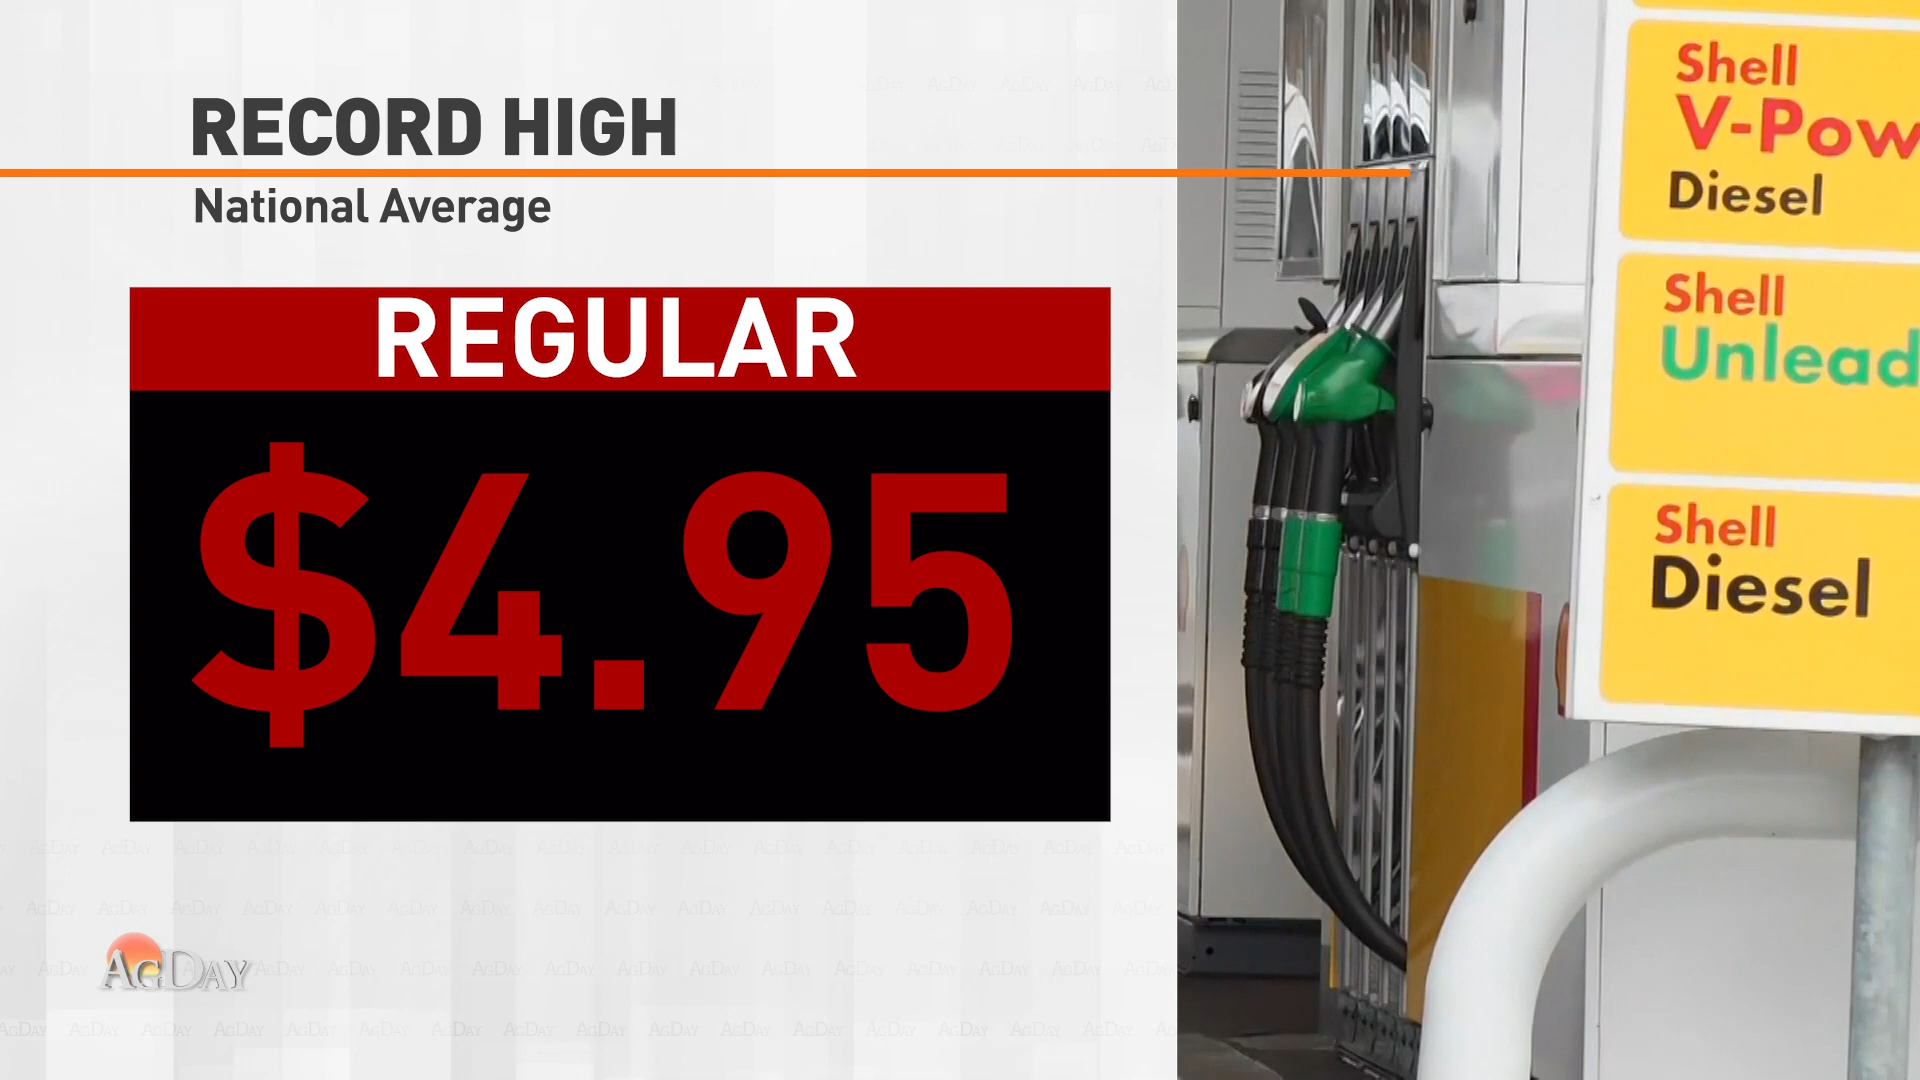 RECORD HIGH
National Average
REGULAR
$4.95
AGDAY
Shell
V-Pow
Diesel
Shell
Unlead
Shell
Diesel